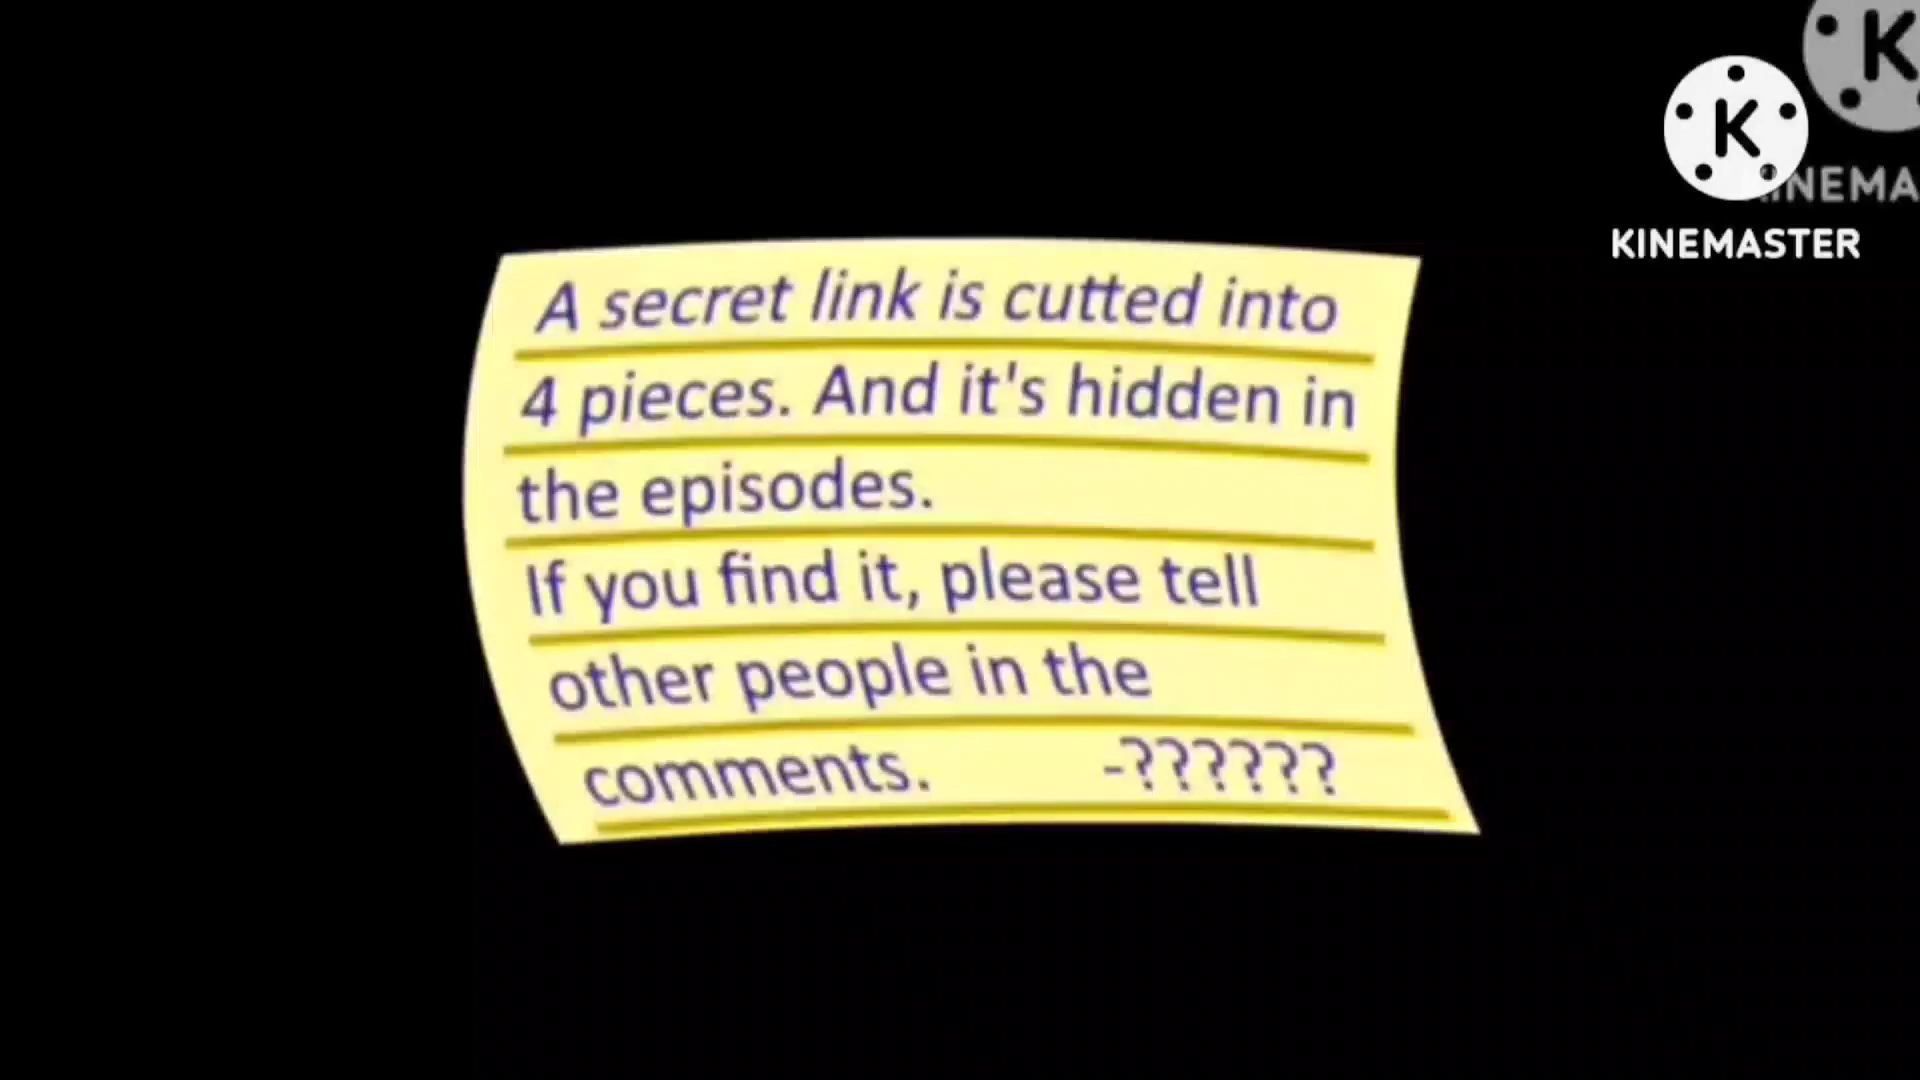 K
K
INEMA
KINEMASTER
A secret link is cutted into
4 pieces. And it's hidden in
the episodes.
If you find it, please tell
other people in the
comments. -??????